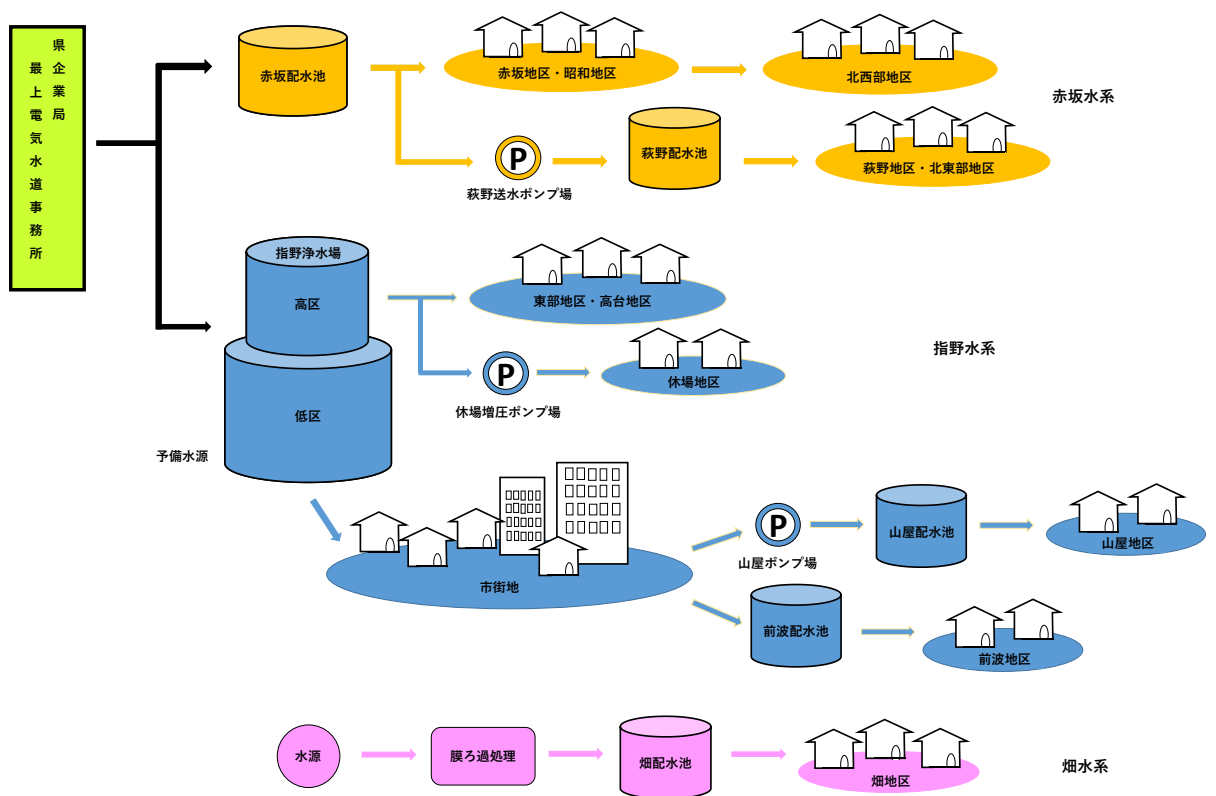 県企業局
最上電気水道事務所
赤坂配水池
赤坂地区・昭和地区
北西部地区
赤坂水系
P
萩野送水ポンプ場
萩野配水池
萩野地区・北東部地区
指野浄水場
高区
低区
予備水源
東部地区・高台地区
指野水系
P
休場増圧ポンプ場
休場地区
市街地
P
山屋ポンプ場
山屋配水池
山屋地区
前波配水池
前波地区
水源
膜ろ過処理
畑配水池
畑地区
畑水系